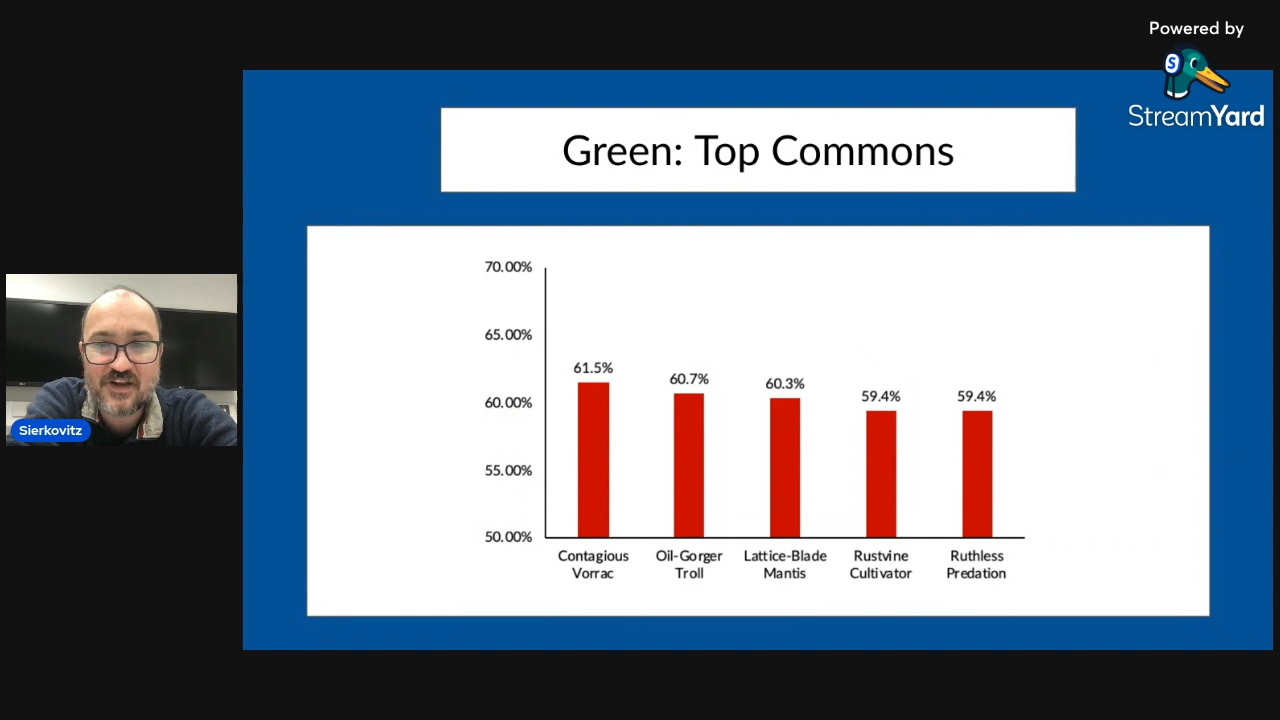 Powered by
StreamYard
Green: Top Commons
70.00%
65.00%
60.00%
55.00%
50.00%
61.5%
60.7%
60.3%
59.4%
59.4%
Contagious
Vorrac
Oil-Gorger
Troll
Lattice-Blade
Mantis
Rustvine
Cultivator
Ruthless
Predation
Sierkovitz